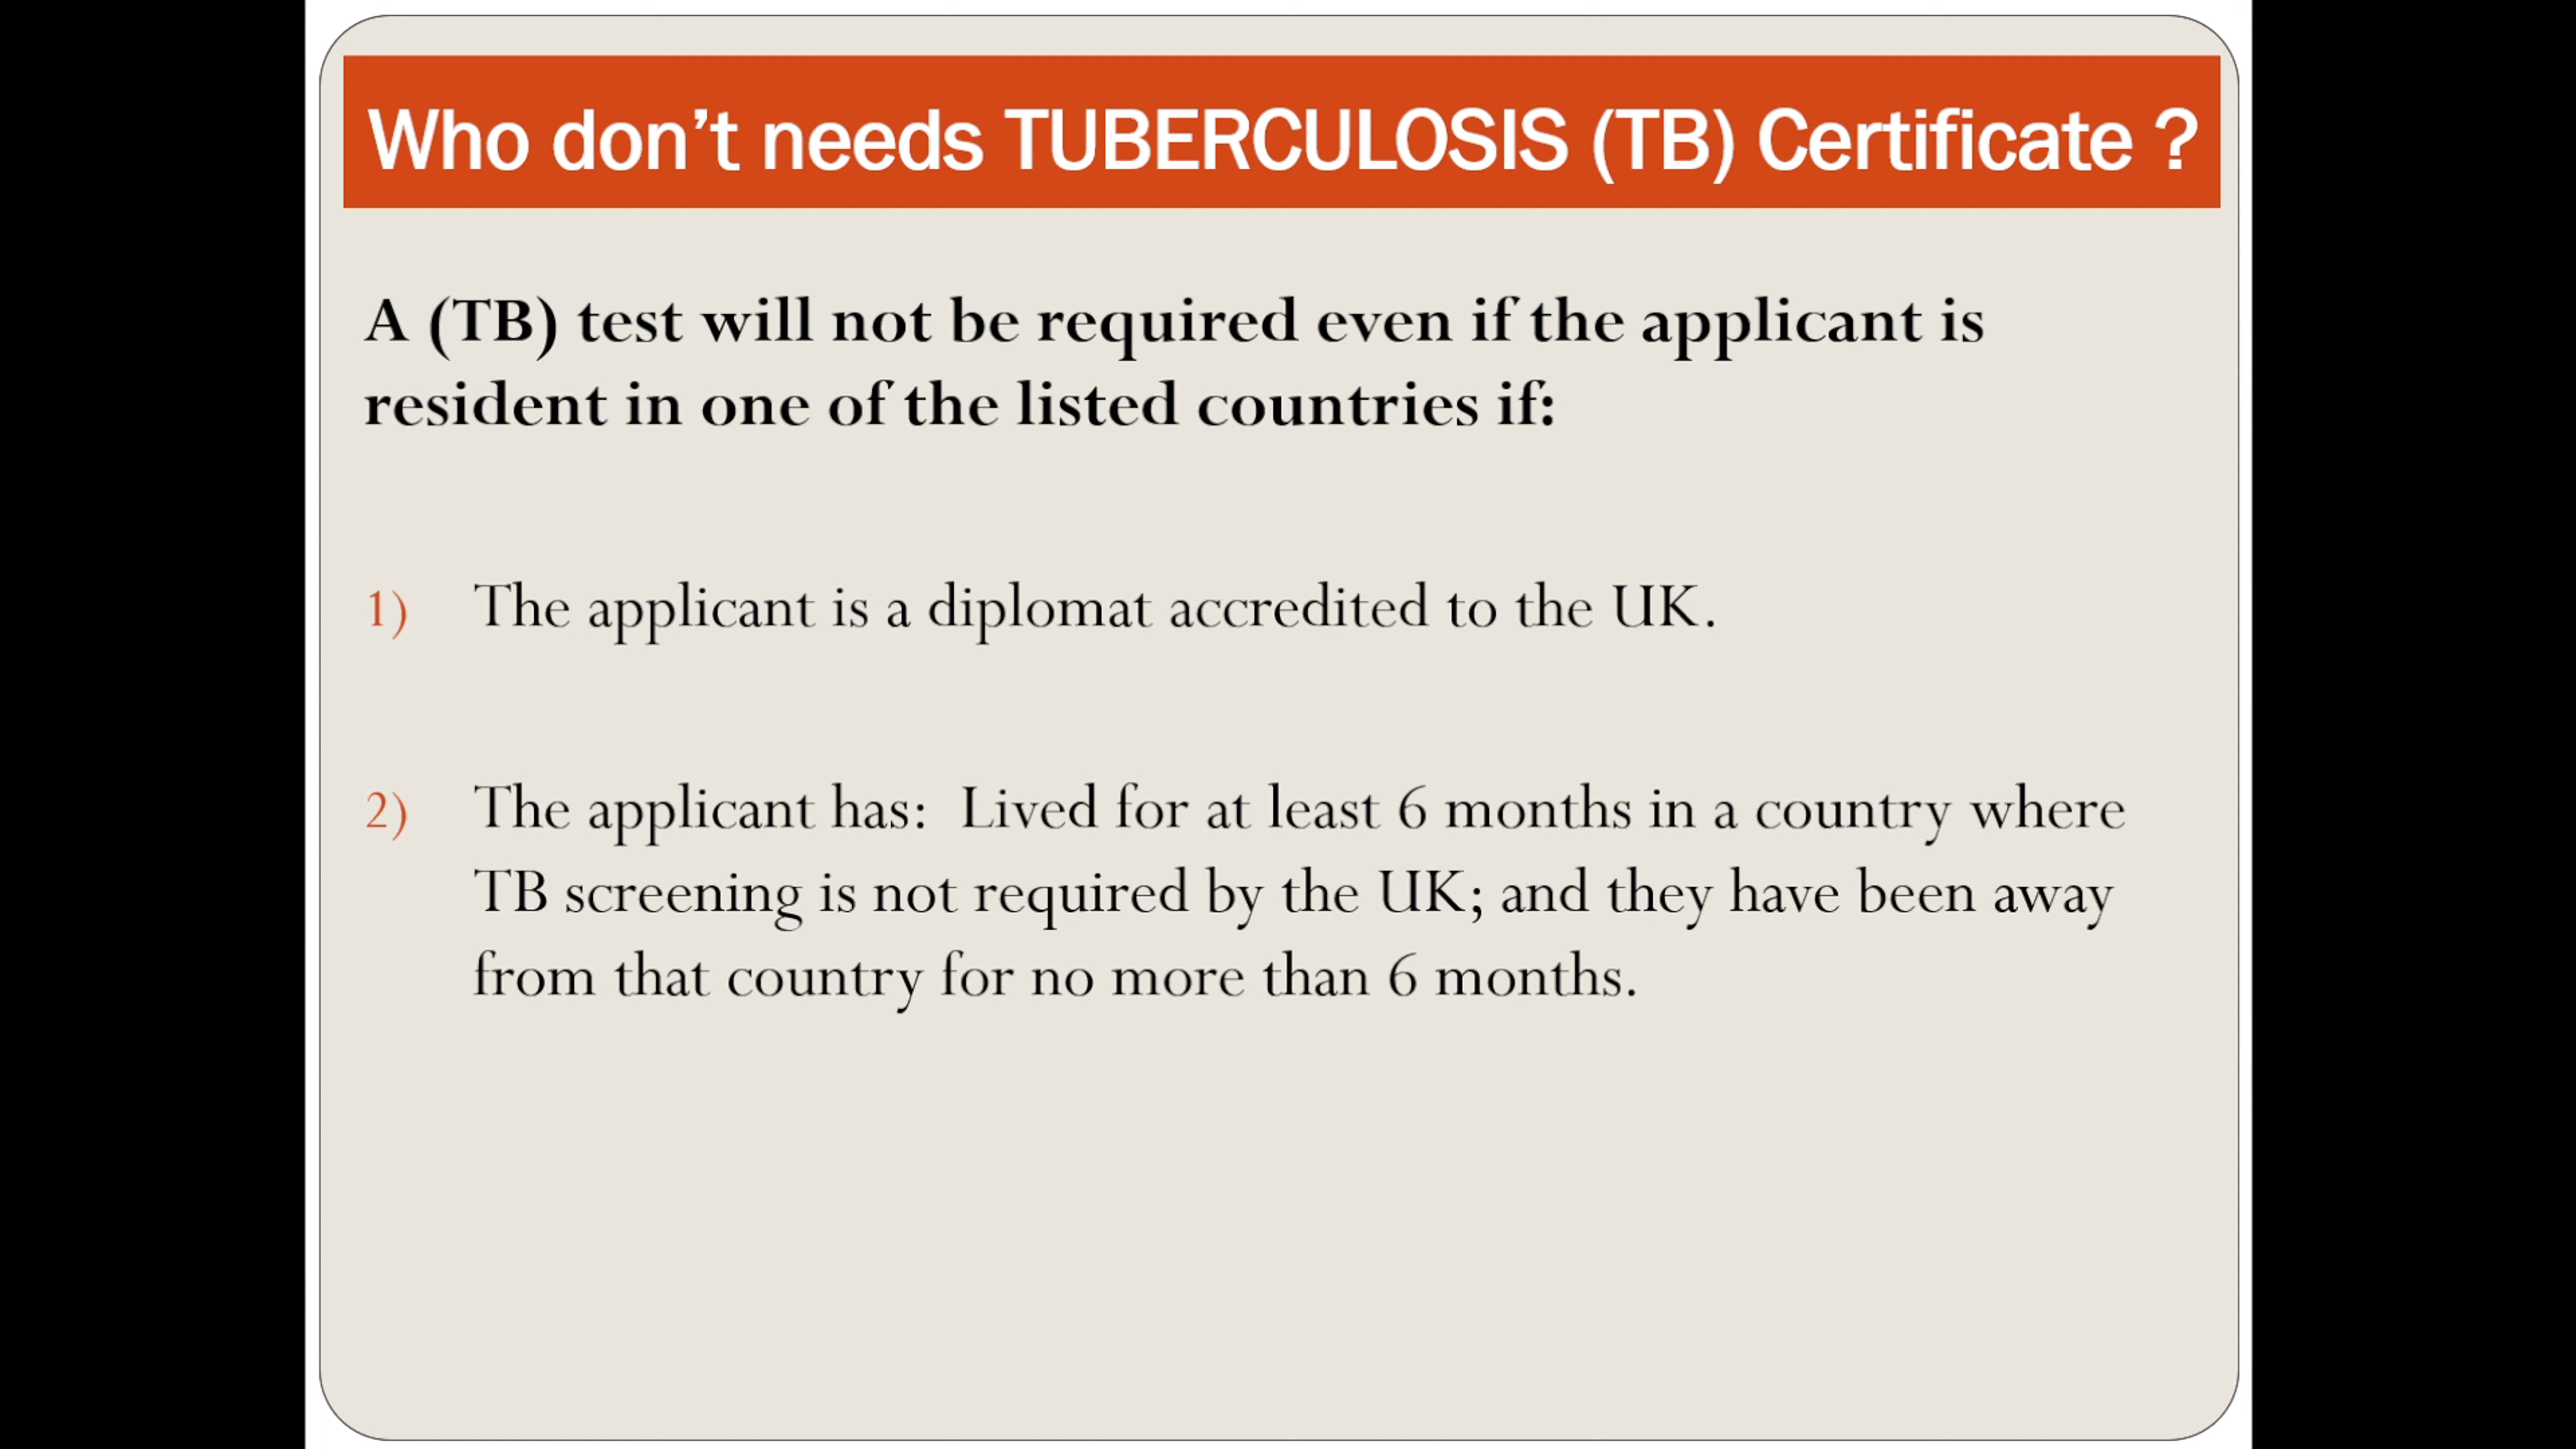 Who don’t needs TUBERCULOSIS (TB) Certificate ?
A (TB) test will not be required even if the applicant is
resident in one of the listed countries if:
1) The applicant is a diplomat accredited to the UK.
2) The applicant has: Lived for at least 6 months in a country where
TB screening is not required by the UK; and they have been away
from that country for no more than 6 months.